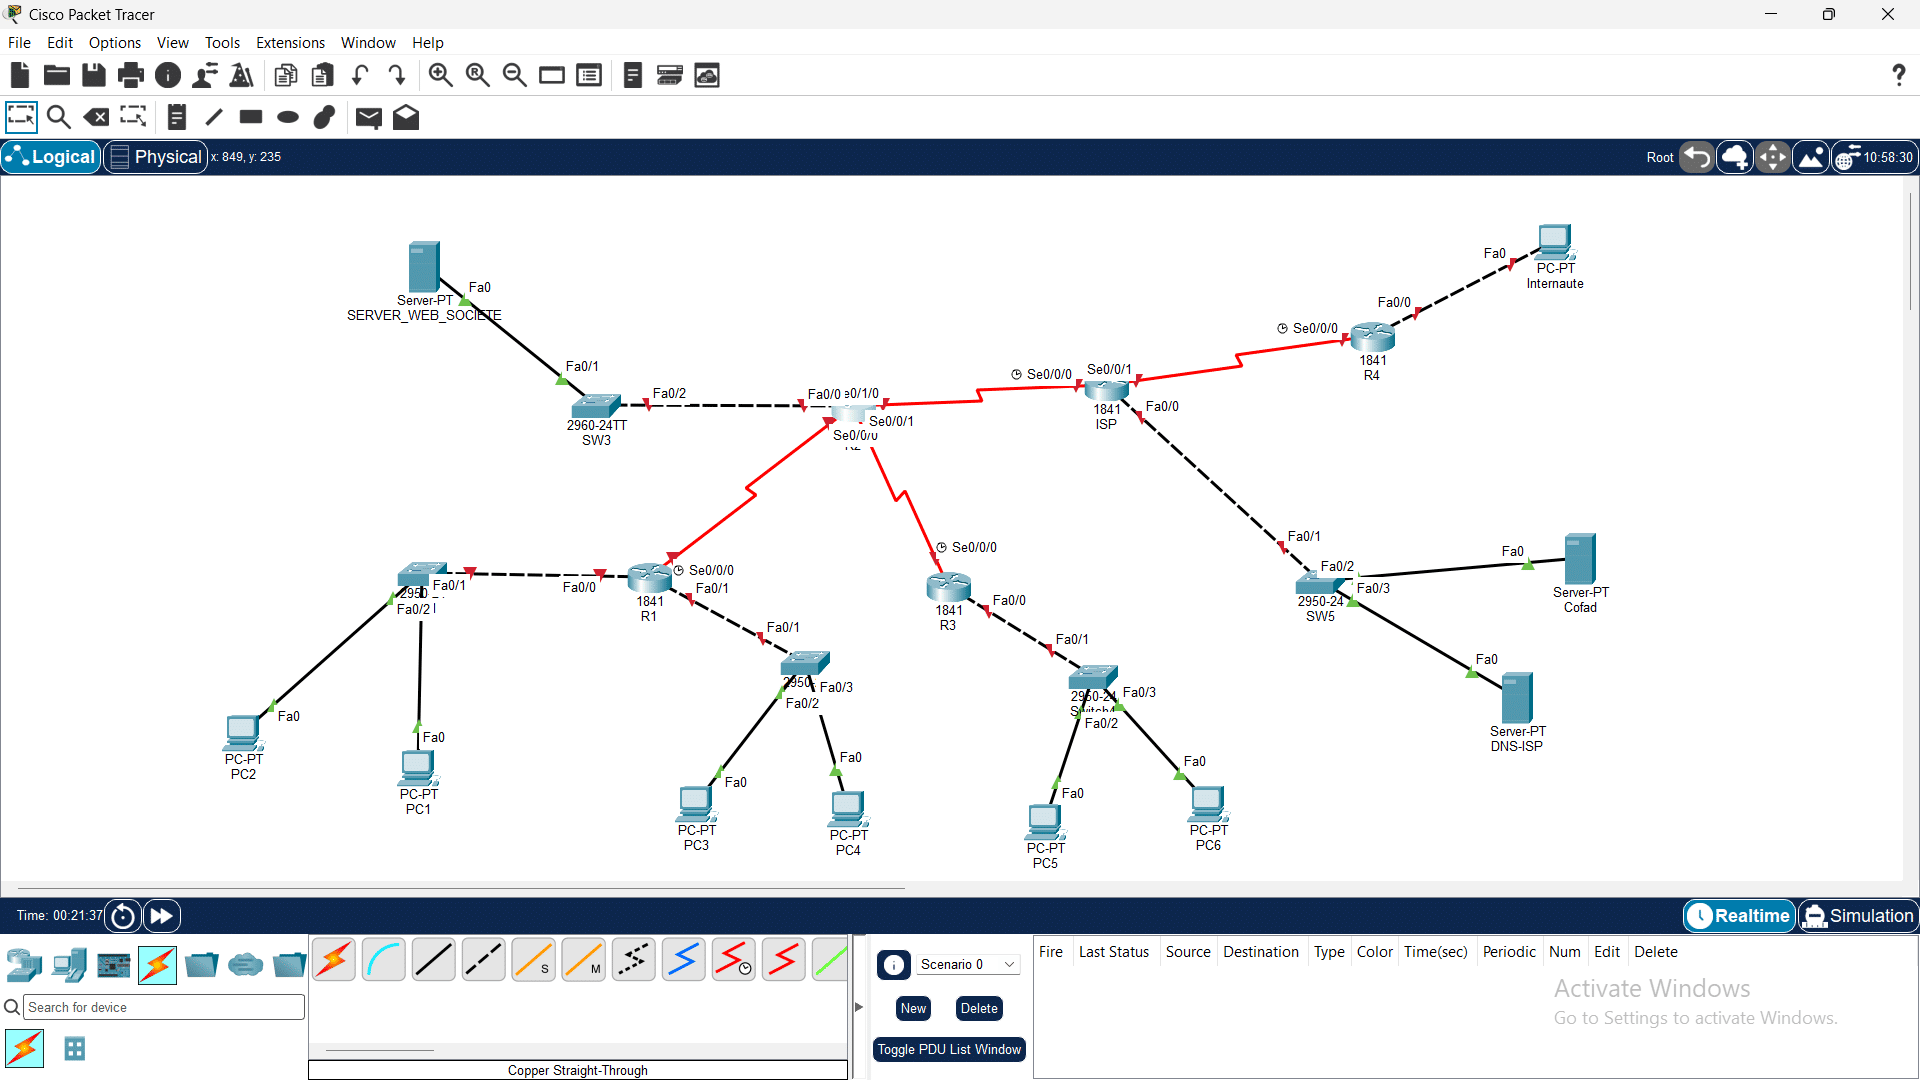 Cisco Packet Tracer
File Edit Options View Tools Extensions Window Help
Logical Physical x: 849, y: 235 Root 10:58:30
Fa0
Server-PT
SERVER_WEB_SOCIETE
Fa0/1
Fa0/2
2960-24TT
SW3
Fa0/0
Se0/0/1
Se0/0/0
Se0/0/0
Se0/0/1
1841
ISP
Fa0/0
Se0/0/0
1841
R4
Fa0/0
Fa0
PC-PT
Internaute
Fa0/1
Fa0/2
Fa0/3
2950-24
SW5
Fa0
Server-PT
Cofad
Fa0
Server-PT
DNS-ISP
Fa0/1
Fa0/2
Fa0/0
Se0/0/0
Fa0/1
1841
R1
Se0/0/0
Fa0/0
1841
R3
Fa0/1
Fa0/3
Fa0/2
Fa0/1
2950-24
Switch4
Fa0/3
Fa0/2
Fa0
PC-PT
PC2
Fa0
PC-PT
PC1
Fa0
PC-PT
PC3
Fa0
PC-PT
PC4
Fa0
PC-PT
PC5
Fa0
PC-PT
PC6
Time: 00:21:37 Realtime Simulation
Search for device
S M
Copper Straight-Through
Scenario 0
New Delete
Toggle PDU List Window
Fire Last Status Source Destination Type Color Time(sec) Periodic Num Edit Delete
Activate Windows
Go to Settings to activate Windows.